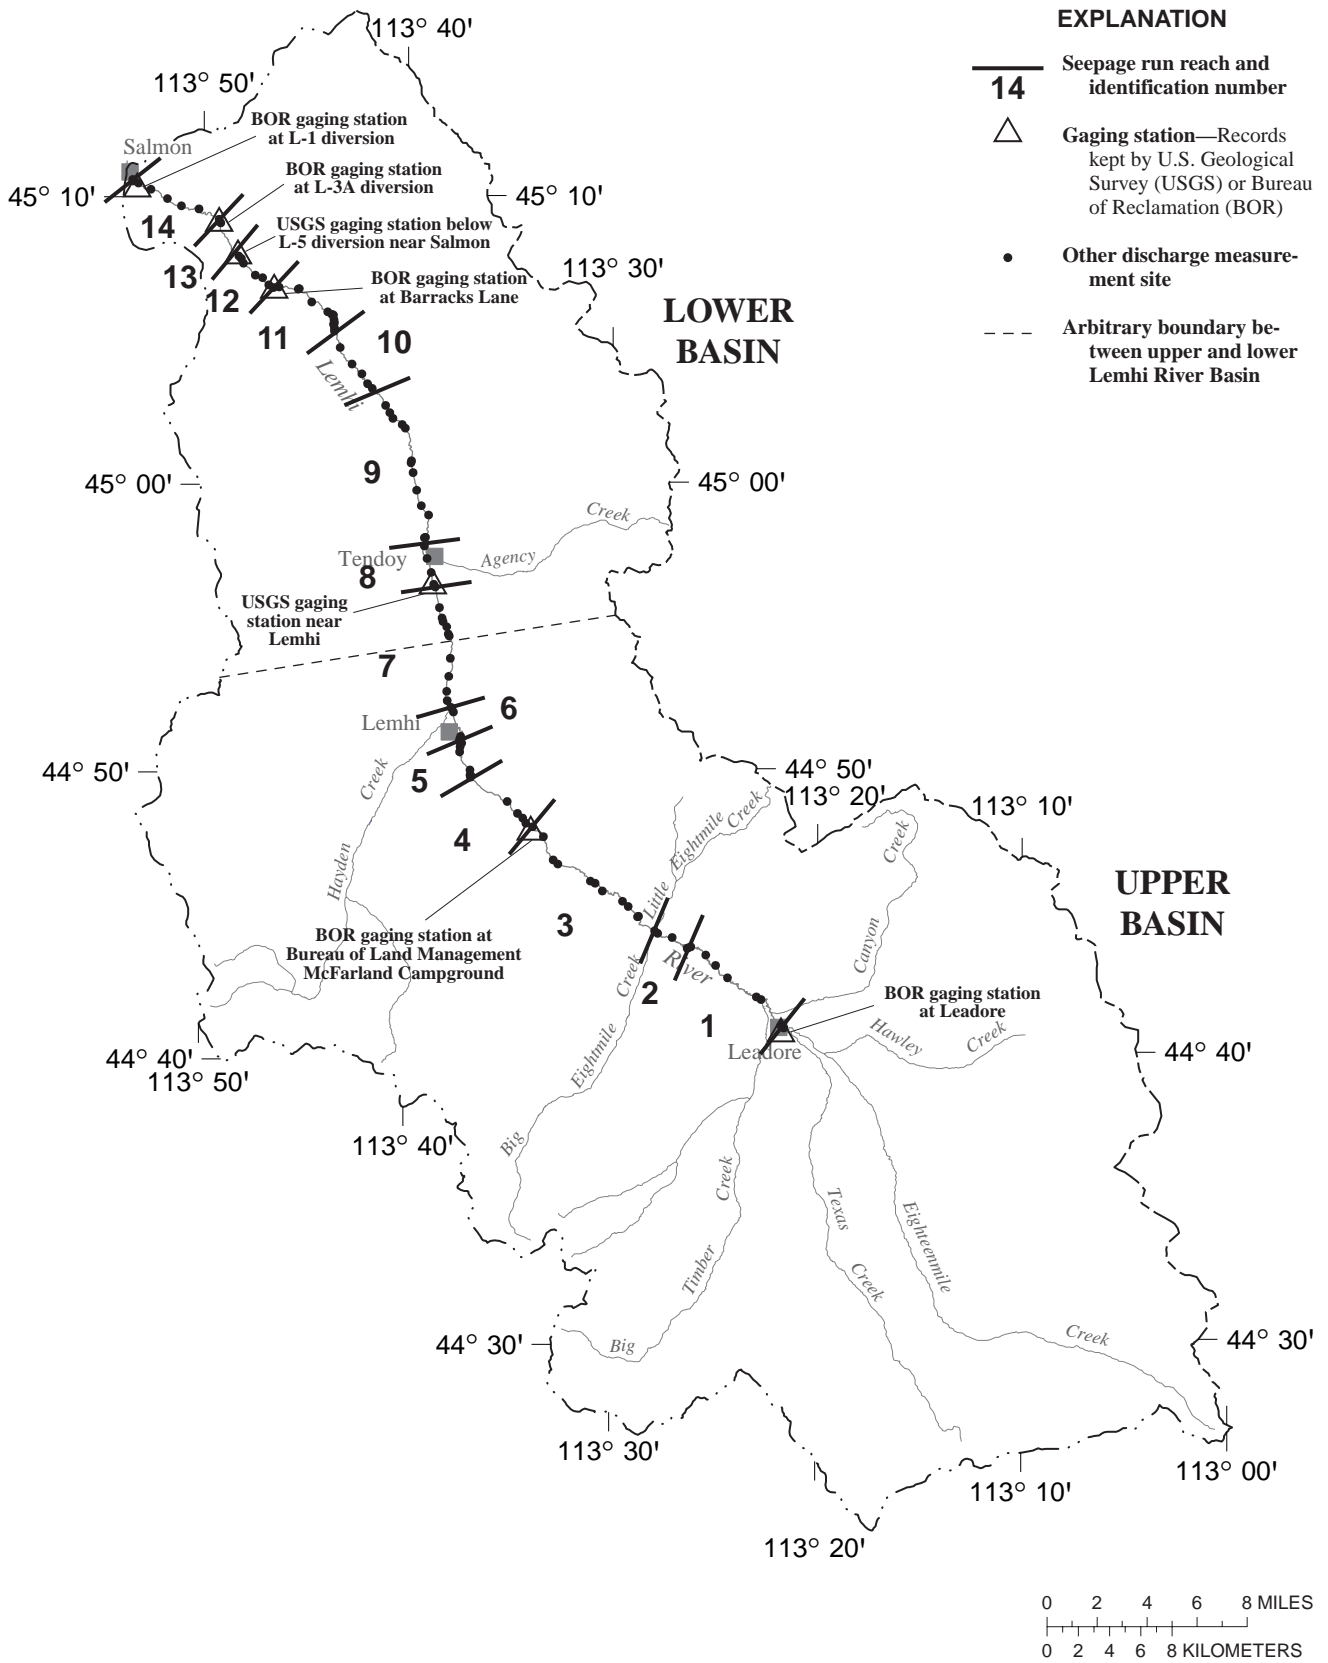 EXPLANATION
Seepage run reach and
identification number
14
Gaging station—Records
kept by U.S. Geological
Survey (USGS) or Bureau
of Reclamation (BOR)
Other discharge measure-
ment site
Arbitrary boundary be-
tween upper and lower
Lemhi River Basin
113° 40'
113° 50'
BOR gaging station
at L-1 diversion
Salmon
BOR gaging station
at L-3A diversion
45° 10'
45° 10'
14
USGS gaging station below
L-5 diversion near Salmon
113° 30'
13
BOR gaging station
at Barracks Lane
12
LOWER
BASIN
11
10
Lemhi
9
45° 00'
45° 00'
Creek
Agency
Tendoy
8
USGS gaging
station near
Lemhi
7
6
Lemhi
44° 50'
44° 50'
5
Creek
113° 20'
113° 10'
4
Eightmile
Creek
Creek
Hayden
Little
UPPER
BASIN
3
BOR gaging station at
Bureau of Land Management
McFarland Campground
Canyon
River
Creek
2
1
BOR gaging station
at Leadore
Leadore
Hawley
Creek
44° 40'
44° 40'
113° 50'
Eightmile
113° 40'
Big
Creek
Texas
Eighteenmile
Timber
Creek
Creek
Big
44° 30'
44° 30'
113° 30'
113° 10'
113° 00'
113° 20'
0 2 4 6 8 MILES
0 2 4 6 8 KILOMETERS